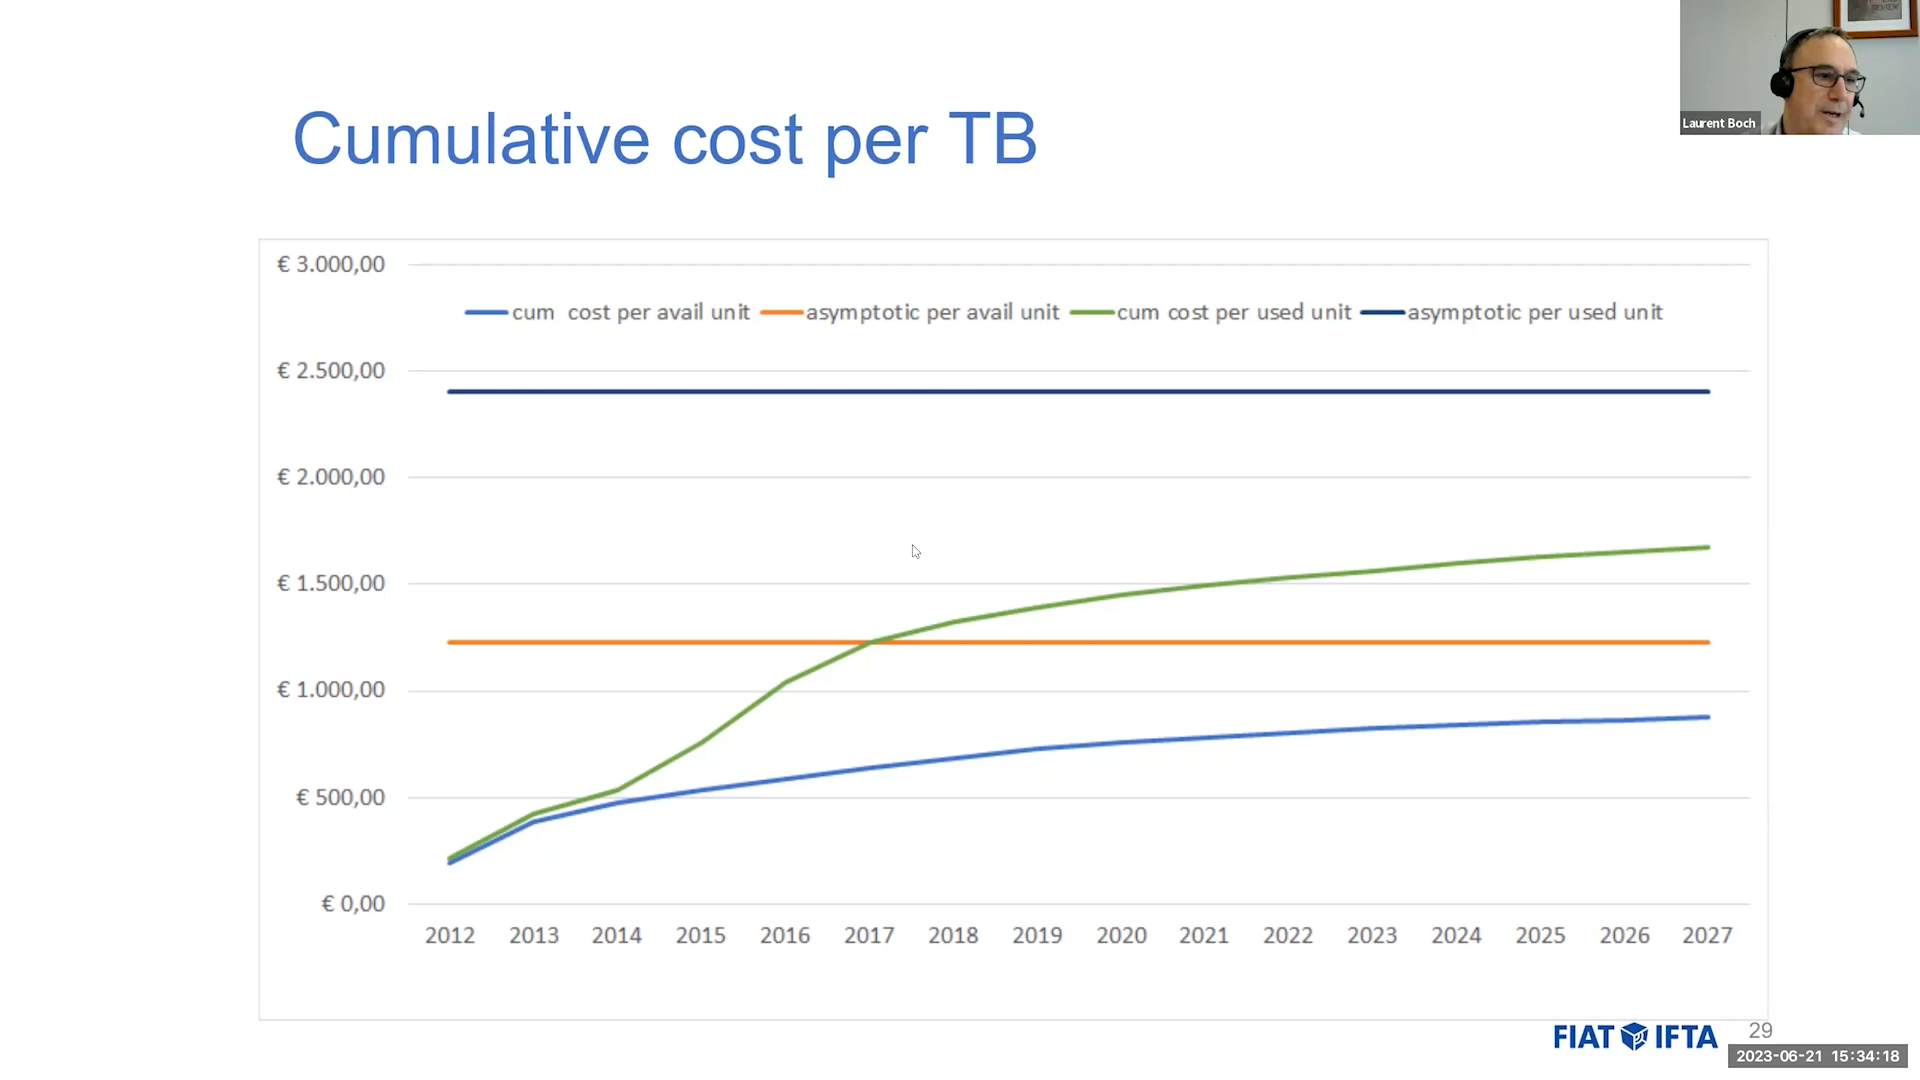 REVIEW
Laurent Boch
Cumulative cost per TB
€ 3.000,00
cum cost per avail unit asymptotic per avail unit cum cost per used unit asymptotic per used unit
€ 2.500,00
€ 2.000,00
€ 1.500,00
€ 1.000,00
€ 500,00
€ 0,00
2012 2013 2014 2015 2016 2017 2018 2019 2020 2021 2022 2023 2024 2025 2026 2027
FIAT IFTA
29
2023-06-21 15:34:18